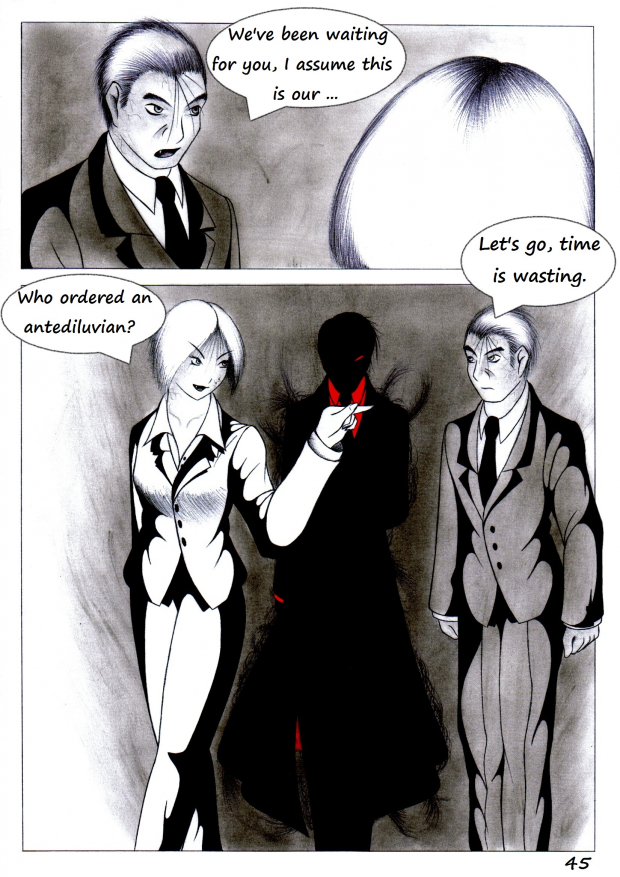 We've been waiting
for you, I assume this
is our ...
Let's go, time
is wasting.
Who ordered an
antediluvian?
45